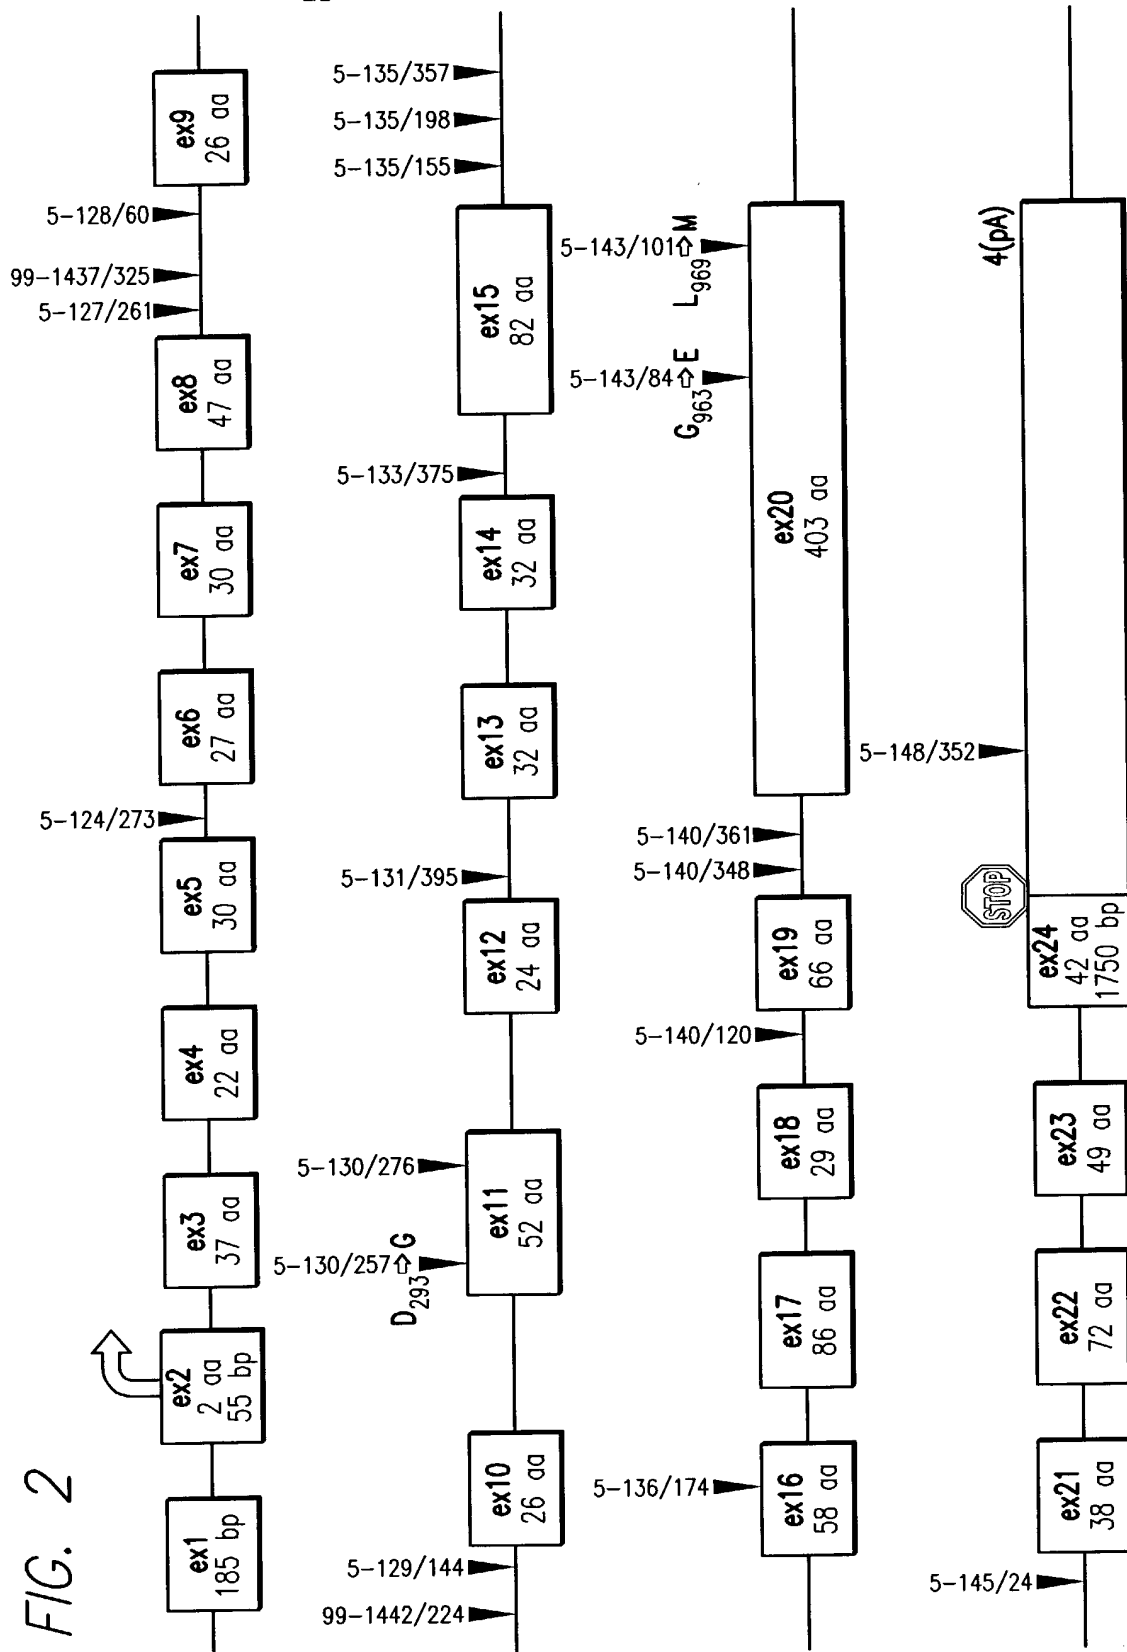 FIG. 2
ex1
185 bp
ex2
2 aa
55 bp
ex3
37 aa
ex4
22 aa
ex5
30 aa
5-124/273
ex6
27 aa
ex7
30 aa
ex8
47 aa
5-127/261
99-1437/325
5-128/60
ex9
26 aa
99-1442/224
5-129/144
ex10
26 aa
5-130/257
D293 ⇨ G
ex11
52 aa
5-130/276
ex12
24 aa
5-131/395
ex13
32 aa
ex14
32 aa
5-133/375
ex15
82 aa
5-135/155
5-135/198
5-135/357
5-136/174
ex16
58 aa
ex17
86 aa
ex18
29 aa
5-140/120
ex19
66 aa
5-140/348
5-140/361
ex20
403 aa
5-143/84
G963 ⇨ E
5-143/101
L969 ⇨ M
5-145/24
ex21
38 aa
ex22
72 aa
ex23
49 aa
ex24
42 aa
1750 bp
STOP
5-148/352
4(pA)